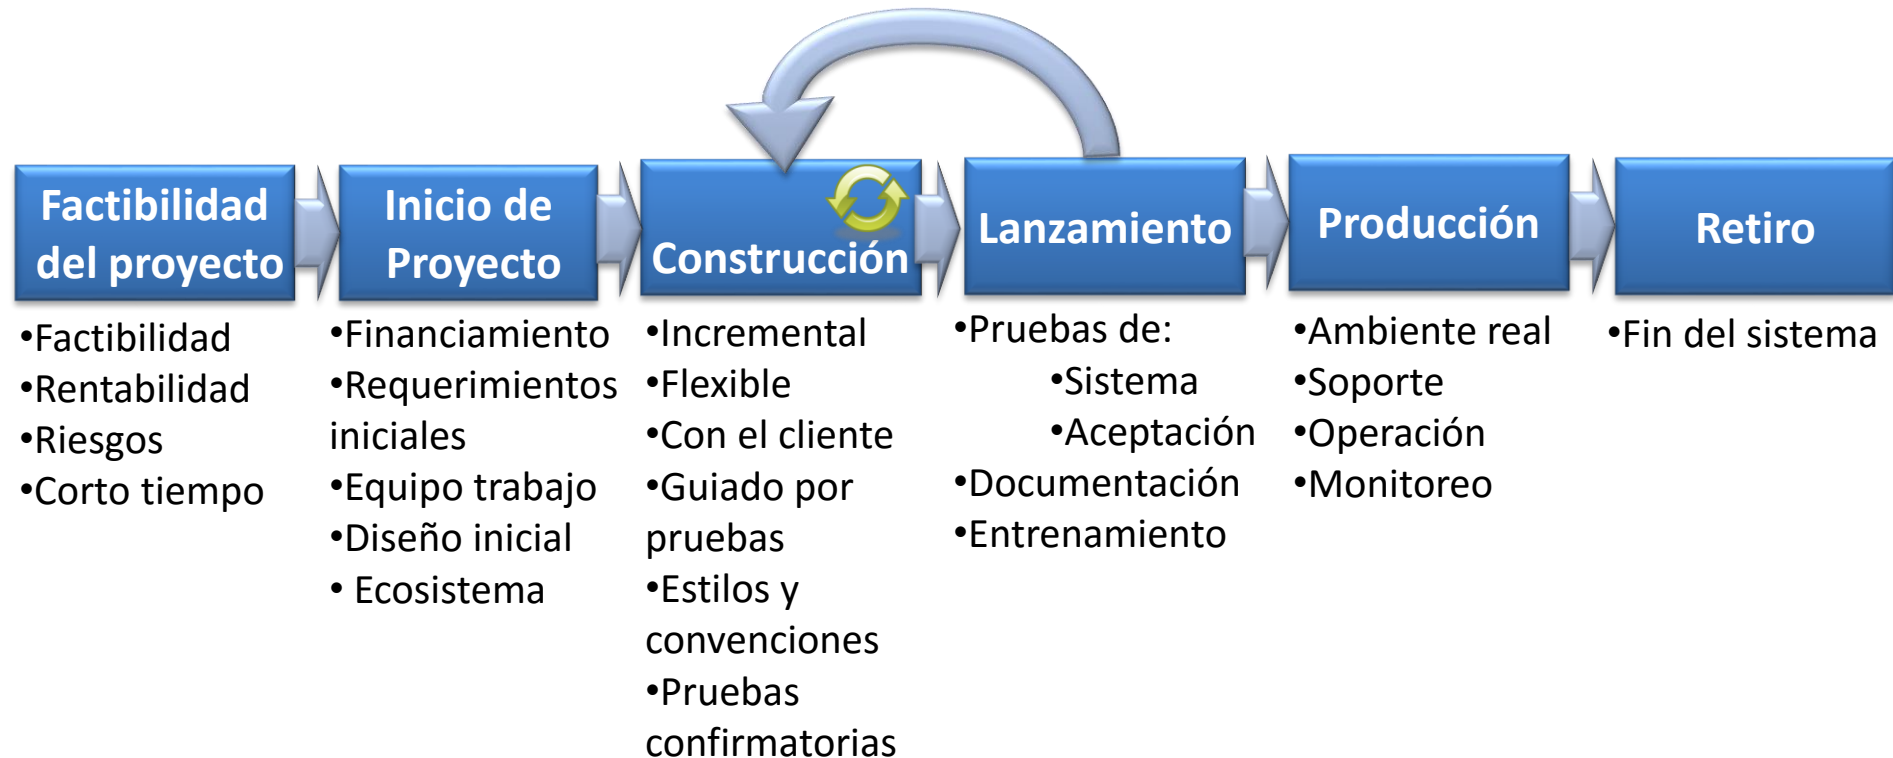 Factibilidad
del proyecto
•Factibilidad
•Rentabilidad
•Riesgos
•Corto tiempo
Inicio de
Proyecto
•Financiamiento
•Requerimientos
iniciales
•Equipo trabajo
•Diseño inicial
• Ecosistema
Construcción
•Incremental
•Flexible
•Con el cliente
•Guiado por
pruebas
•Estilos y
convenciones
•Pruebas
confirmatorias
Lanzamiento
•Pruebas de:
•Sistema
•Aceptación
•Documentación
•Entrenamiento
Producción
•Ambiente real
•Soporte
•Operación
•Monitoreo
Retiro
•Fin del sistema